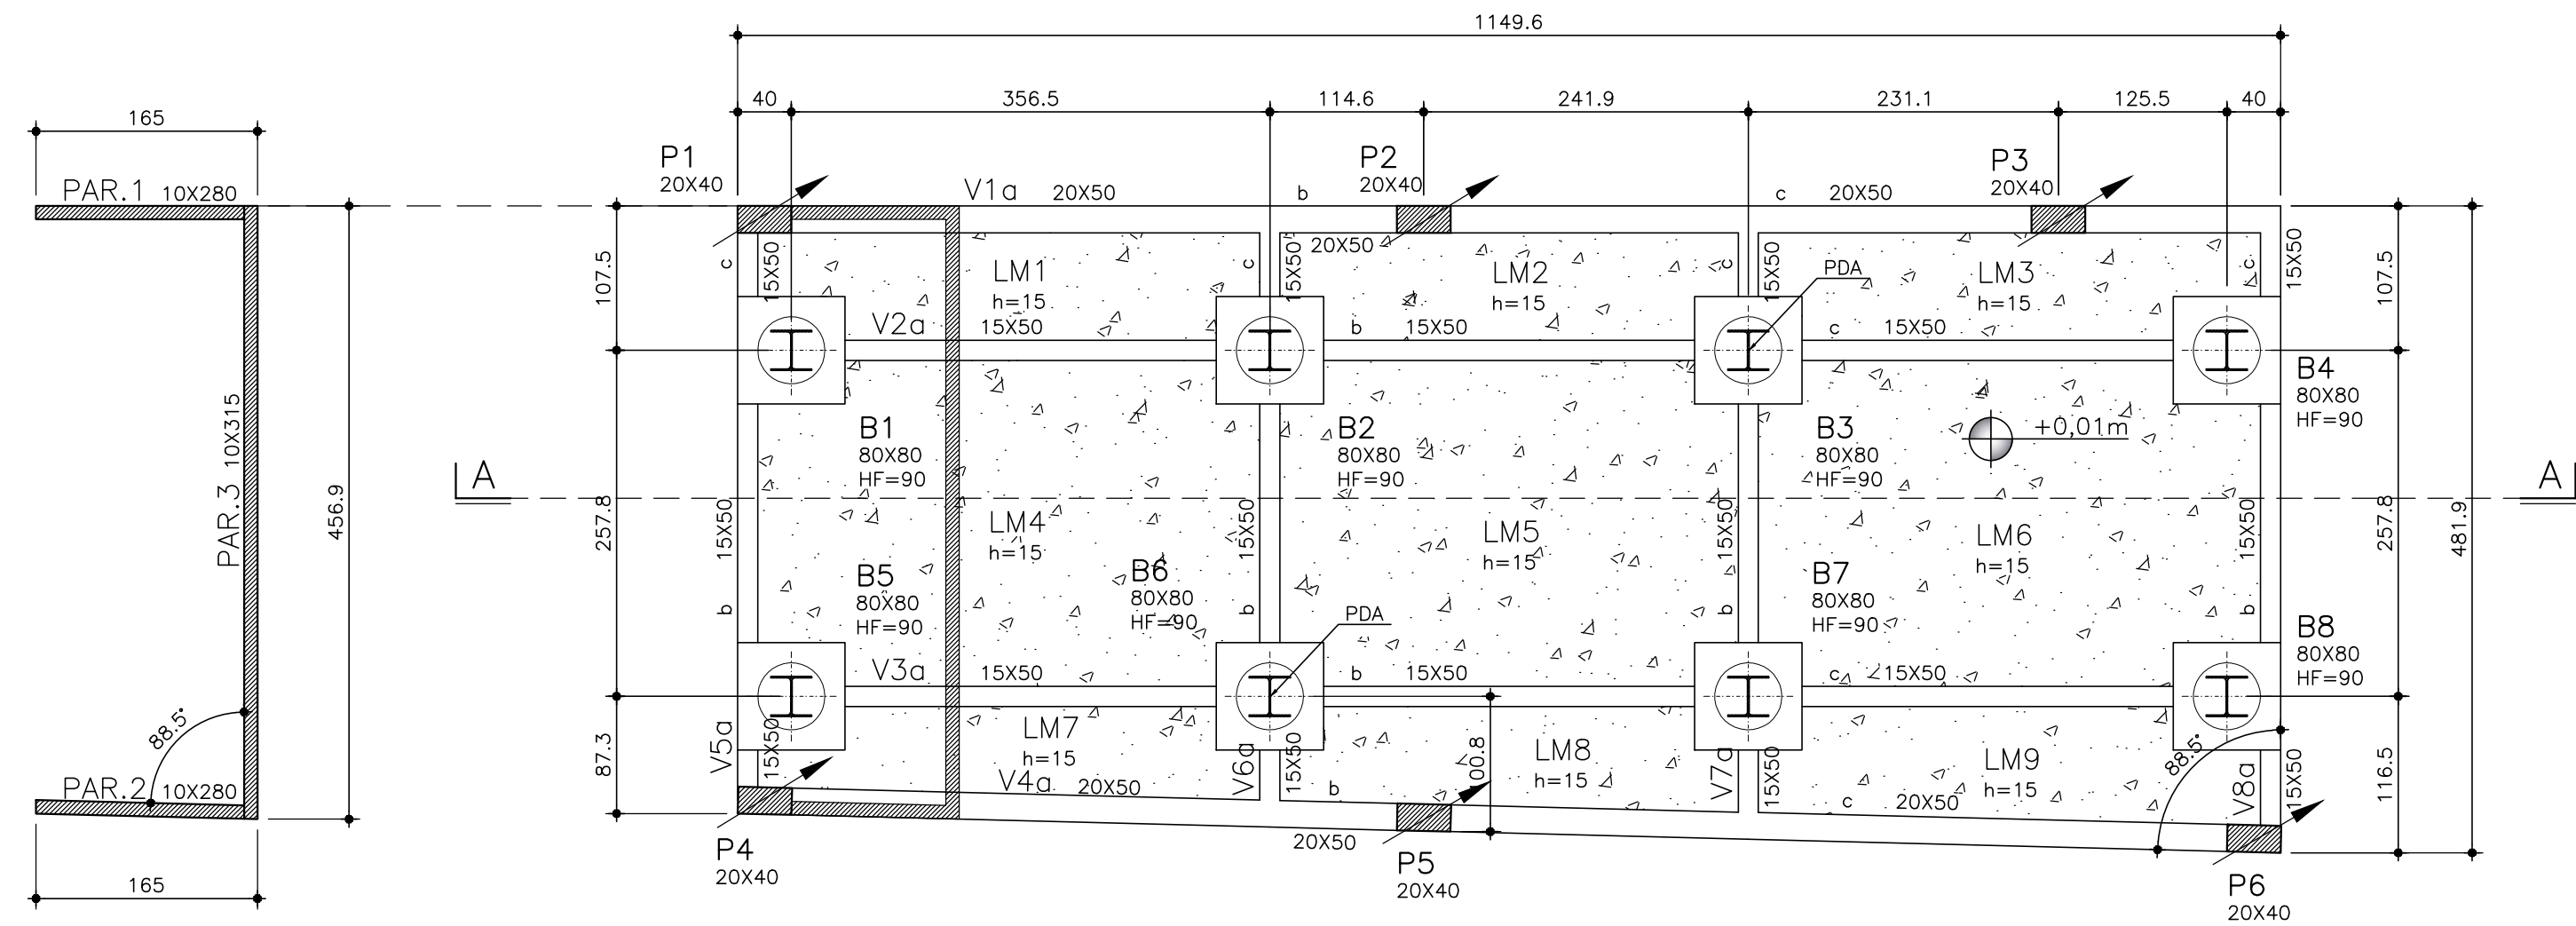 1149.6
40
356.5
114.6
241.9
231.1
125.5
40
165
PAR.1 10X280
PAR.3 10X315
456.9
88.5°
PAR.2 10X280
165
P1
20X40
V1a 20X50
b
P2
20X40
c
20X50
P3
20X40
20X50
107.5
c
15X50
LM1
h=15
c
15X50
LM2
h=15
c
15X50
PDA
LM3
h=15
c
15X50
107.5
V2a 15X50
b
15X50
c
15X50
B4
80X80
HF=90
B1
80X80
HF=90
B2
80X80
HF=90
B3
80X80
HF=90
+0,01m
A
A
257.8
15X50
b
LM4
h=15
15X50
b
LM5
h=15
15X50
b
LM6
h=15
15X50
b
257.8
481.9
B5
80X80
HF=90
B6
80X80
HF=90
PDA
B7
80X80
HF=90
B8
80X80
HF=90
V3a 15X50
b
15X50
c
15X50
87.3
V5a
15X50
LM7
h=15
V6a
15X50
100.8
LM8
h=15
V7a
15X50
LM9
h=15
88.5°
V8a
15X50
116.5
V4a 20X50
b
20X50
c
20X50
P4
20X40
P5
20X40
P6
20X40